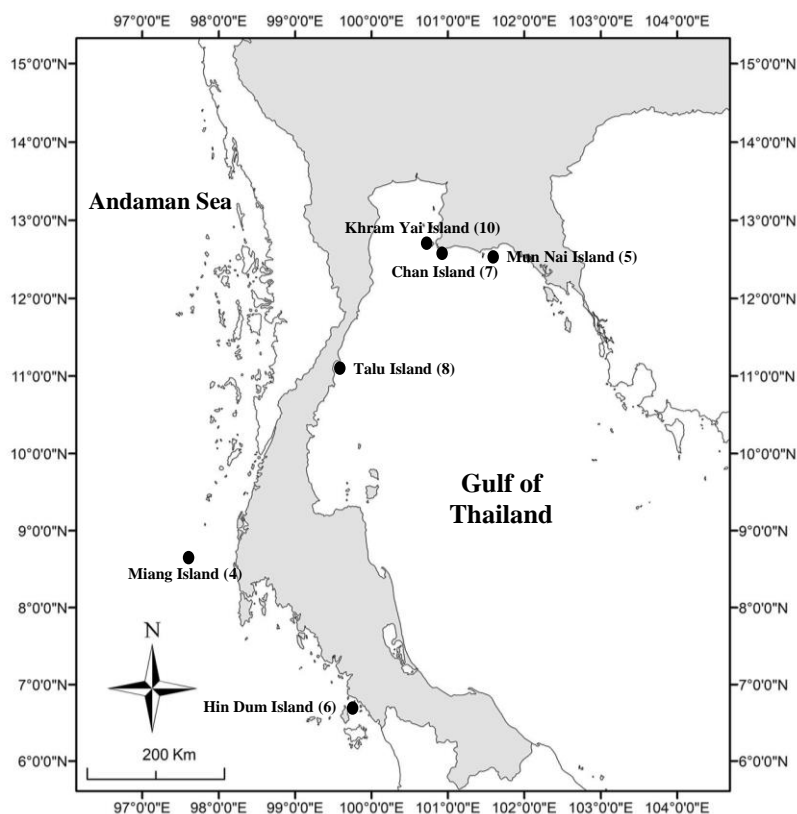 97°0'0"E 98°0'0"E 99°0'0"E 100°0'0"E 101°0'0"E 102°0'0"E 103°0'0"E 104°0'0"E
15°0'0"N 15°0'0"N
14°0'0"N 14°0'0"N
Andaman Sea
13°0'0"N 13°0'0"N
Khram Yai Island (10)
Mun Nai Island (5)
Chan Island (7)
12°0'0"N 12°0'0"N
11°0'0"N 11°0'0"N
Talu Island (8)
10°0'0"N 10°0'0"N
Gulf of
Thailand
9°0'0"N 9°0'0"N
Miang Island (4)
8°0'0"N 8°0'0"N
N
7°0'0"N 7°0'0"N
Hin Dum Island (6)
200 Km
6°0'0"N 6°0'0"N
97°0'0"E 98°0'0"E 99°0'0"E 100°0'0"E 101°0'0"E 102°0'0"E 103°0'0"E 104°0'0"E